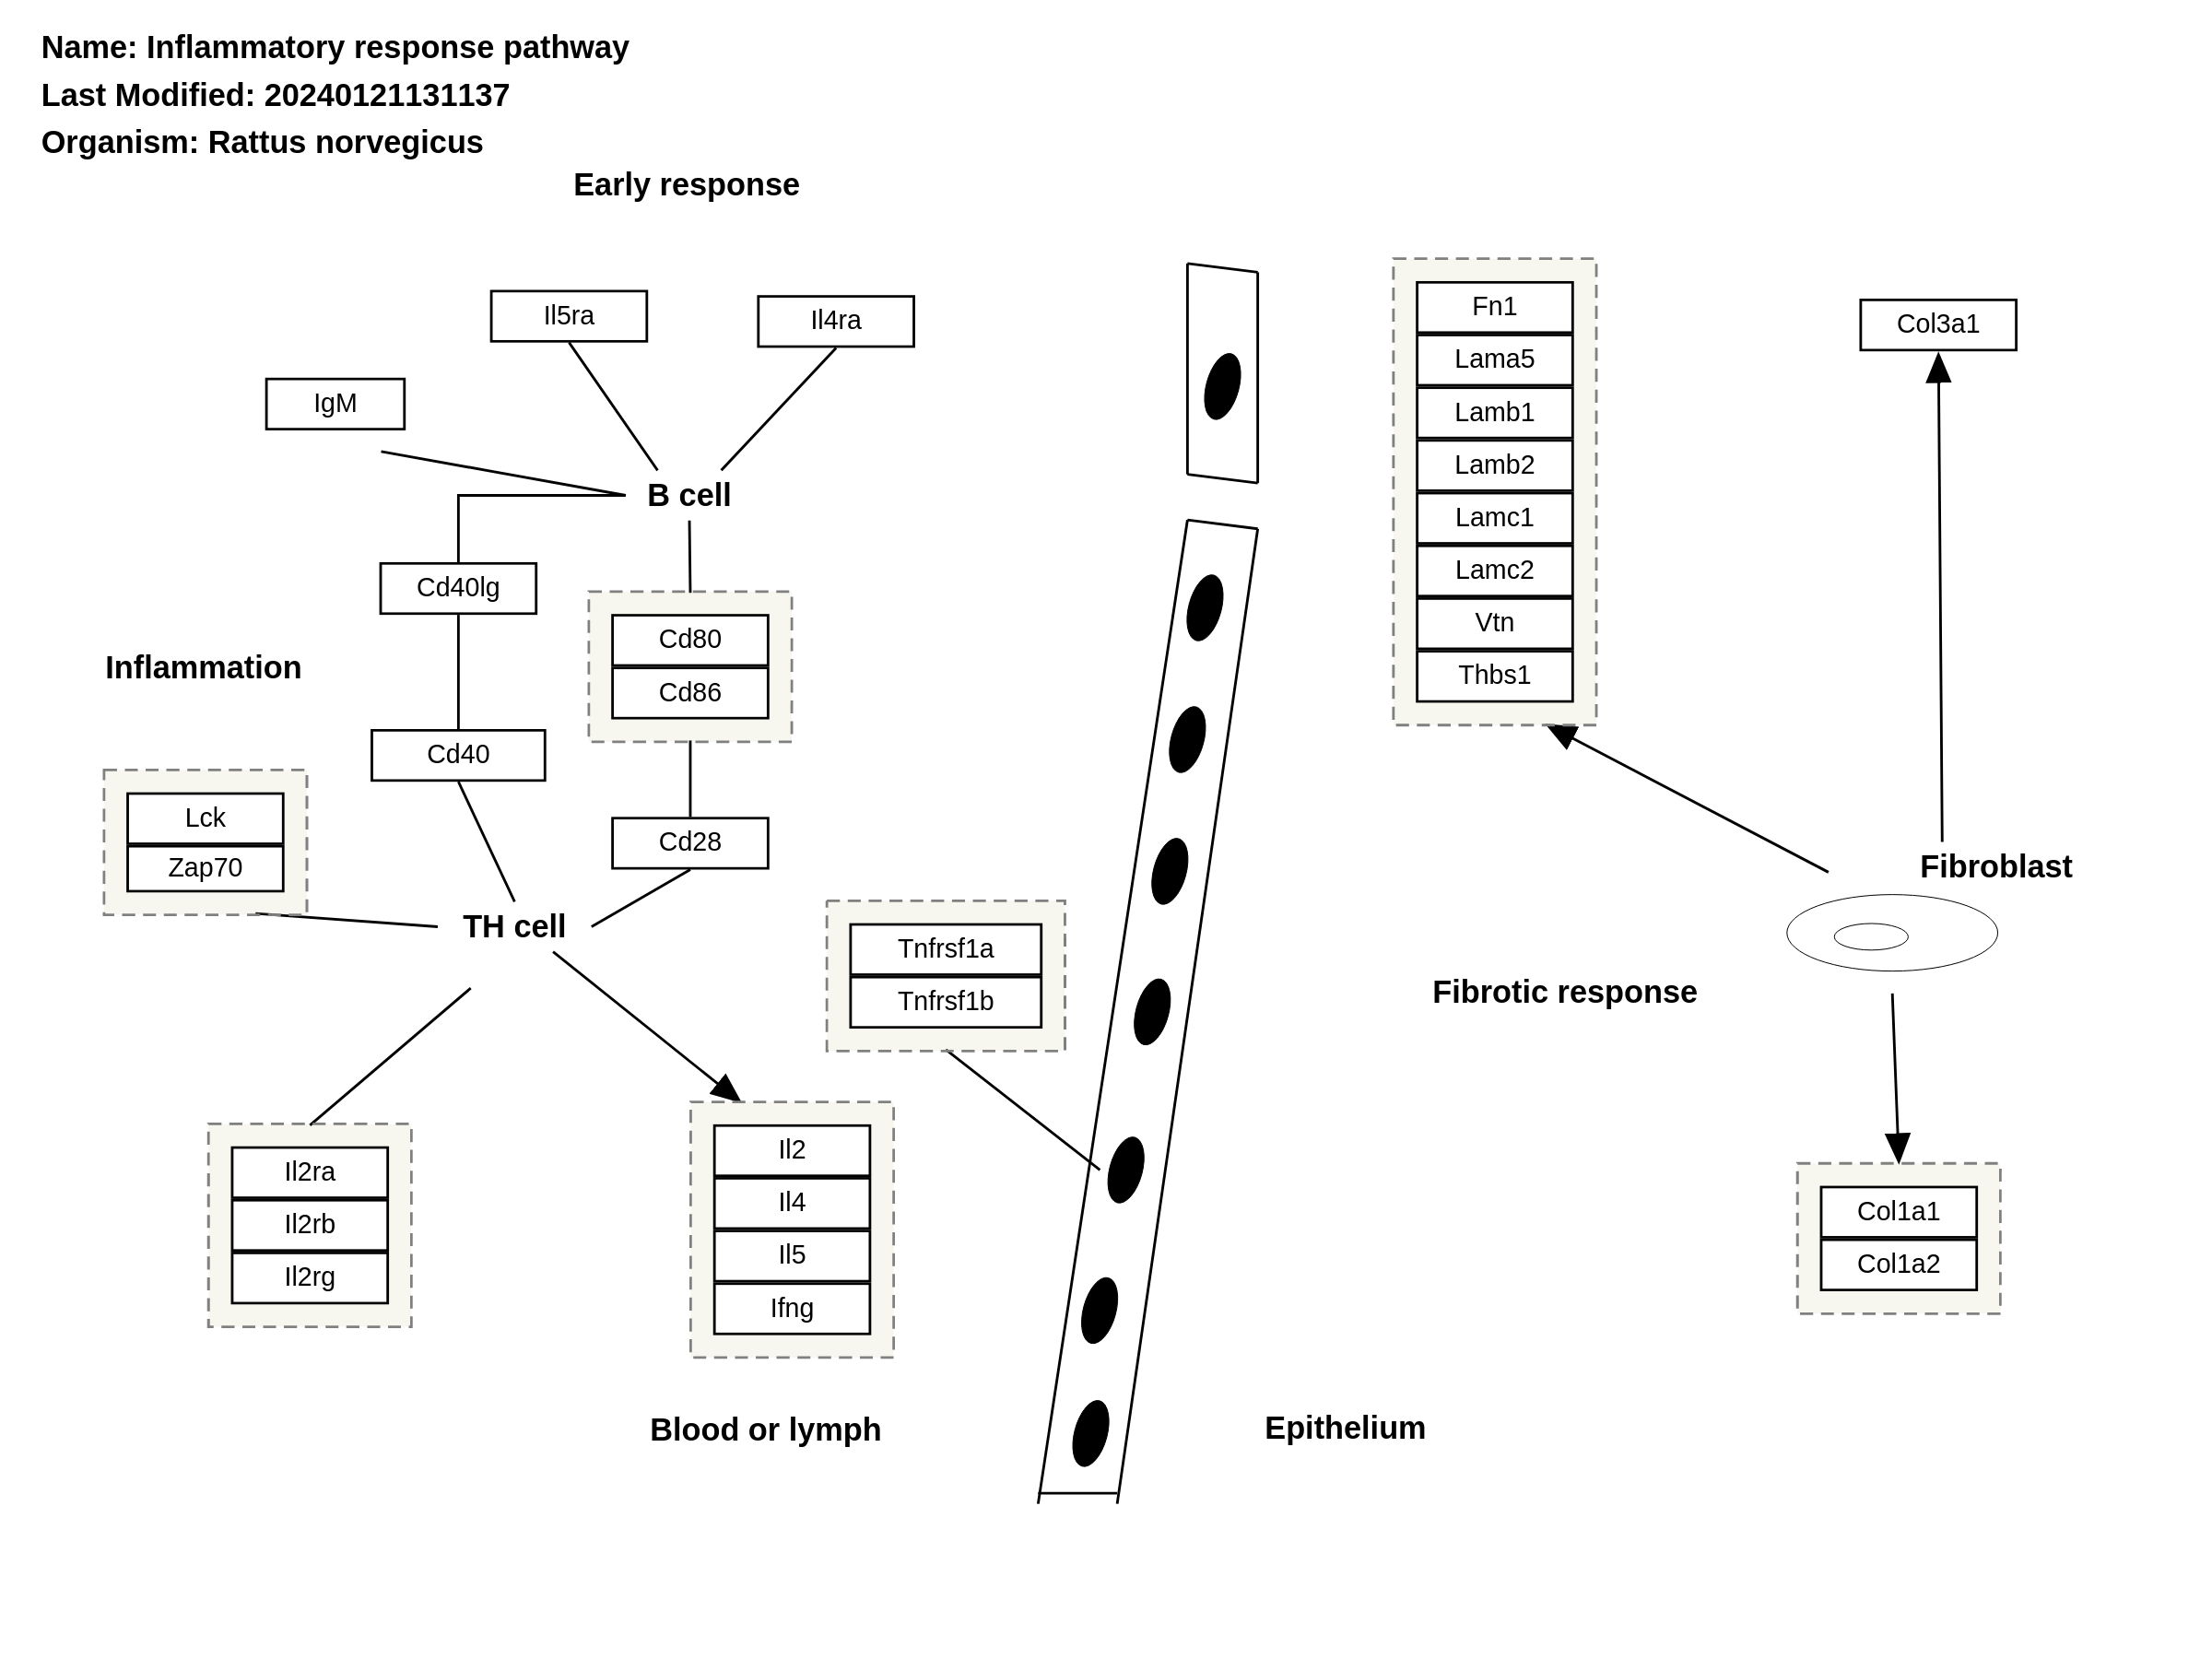 Name: Inflammatory response pathway
Last Modified: 20240121131137
Organism: Rattus norvegicus
Early response
Il5ra
Il4ra
IgM
B cell
Cd40lg
Cd80
Cd86
Inflammation
Cd40
Lck
Zap70
Cd28
TH cell
Tnfrsf1a
Tnfrsf1b
Il2ra
Il2rb
Il2rg
Il2
Il4
Il5
Ifng
Blood or lymph
Fn1
Lama5
Lamb1
Lamb2
Lamc1
Lamc2
Vtn
Thbs1
Col3a1
Fibroblast
Fibrotic response
Col1a1
Col1a2
Epithelium